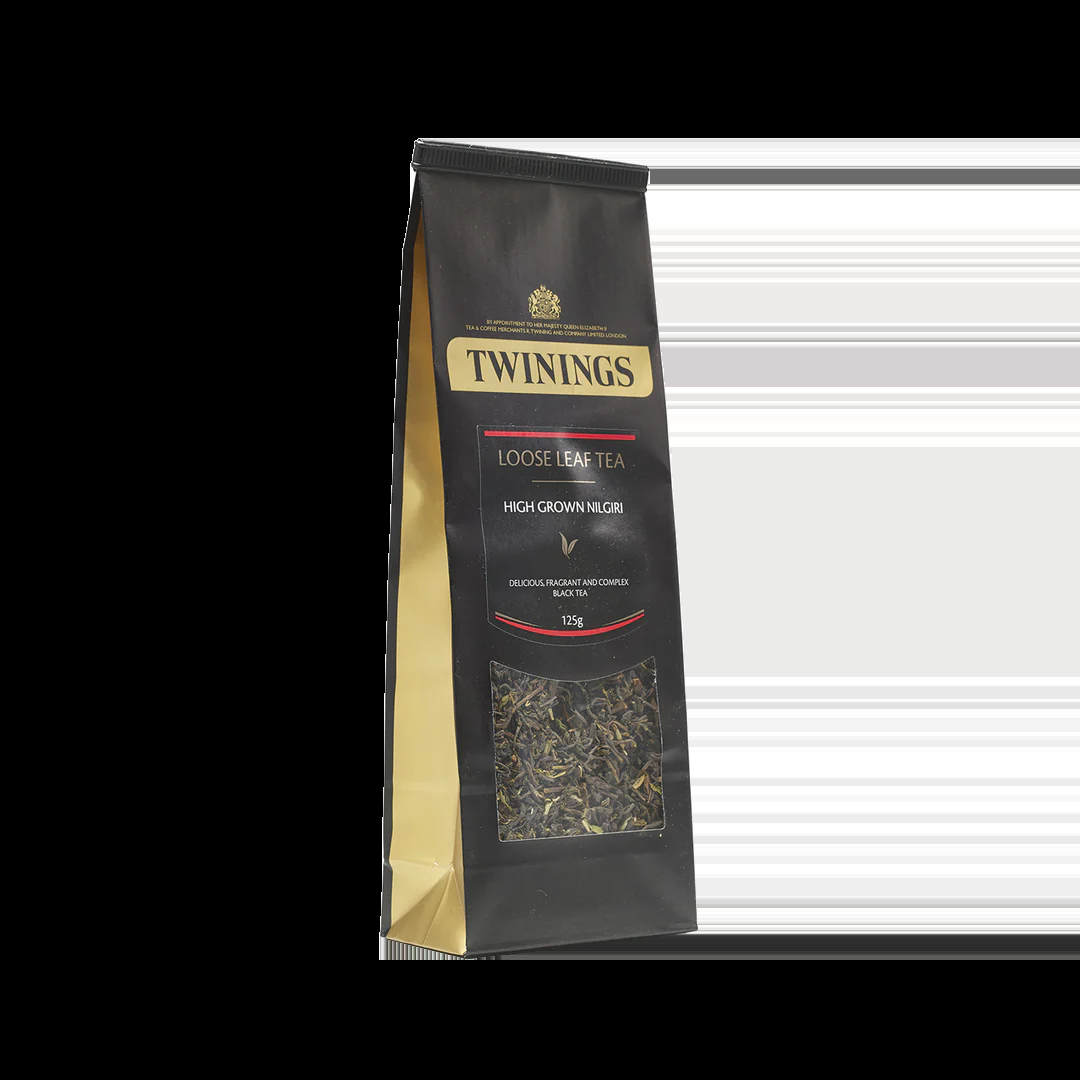 BY APPOINTMENT TO HER MAJESTY QUEEN ELIZABETH II
TEA & COFFEE MERCHANTS R.TWINING AND COMPANY LIMITED. LONDON
TWININGS
LOOSE LEAF TEA
HIGH GROWN NILGIRI
DELICIOUS, FRAGRANT AND COMPLEX
BLACK TEA
125g